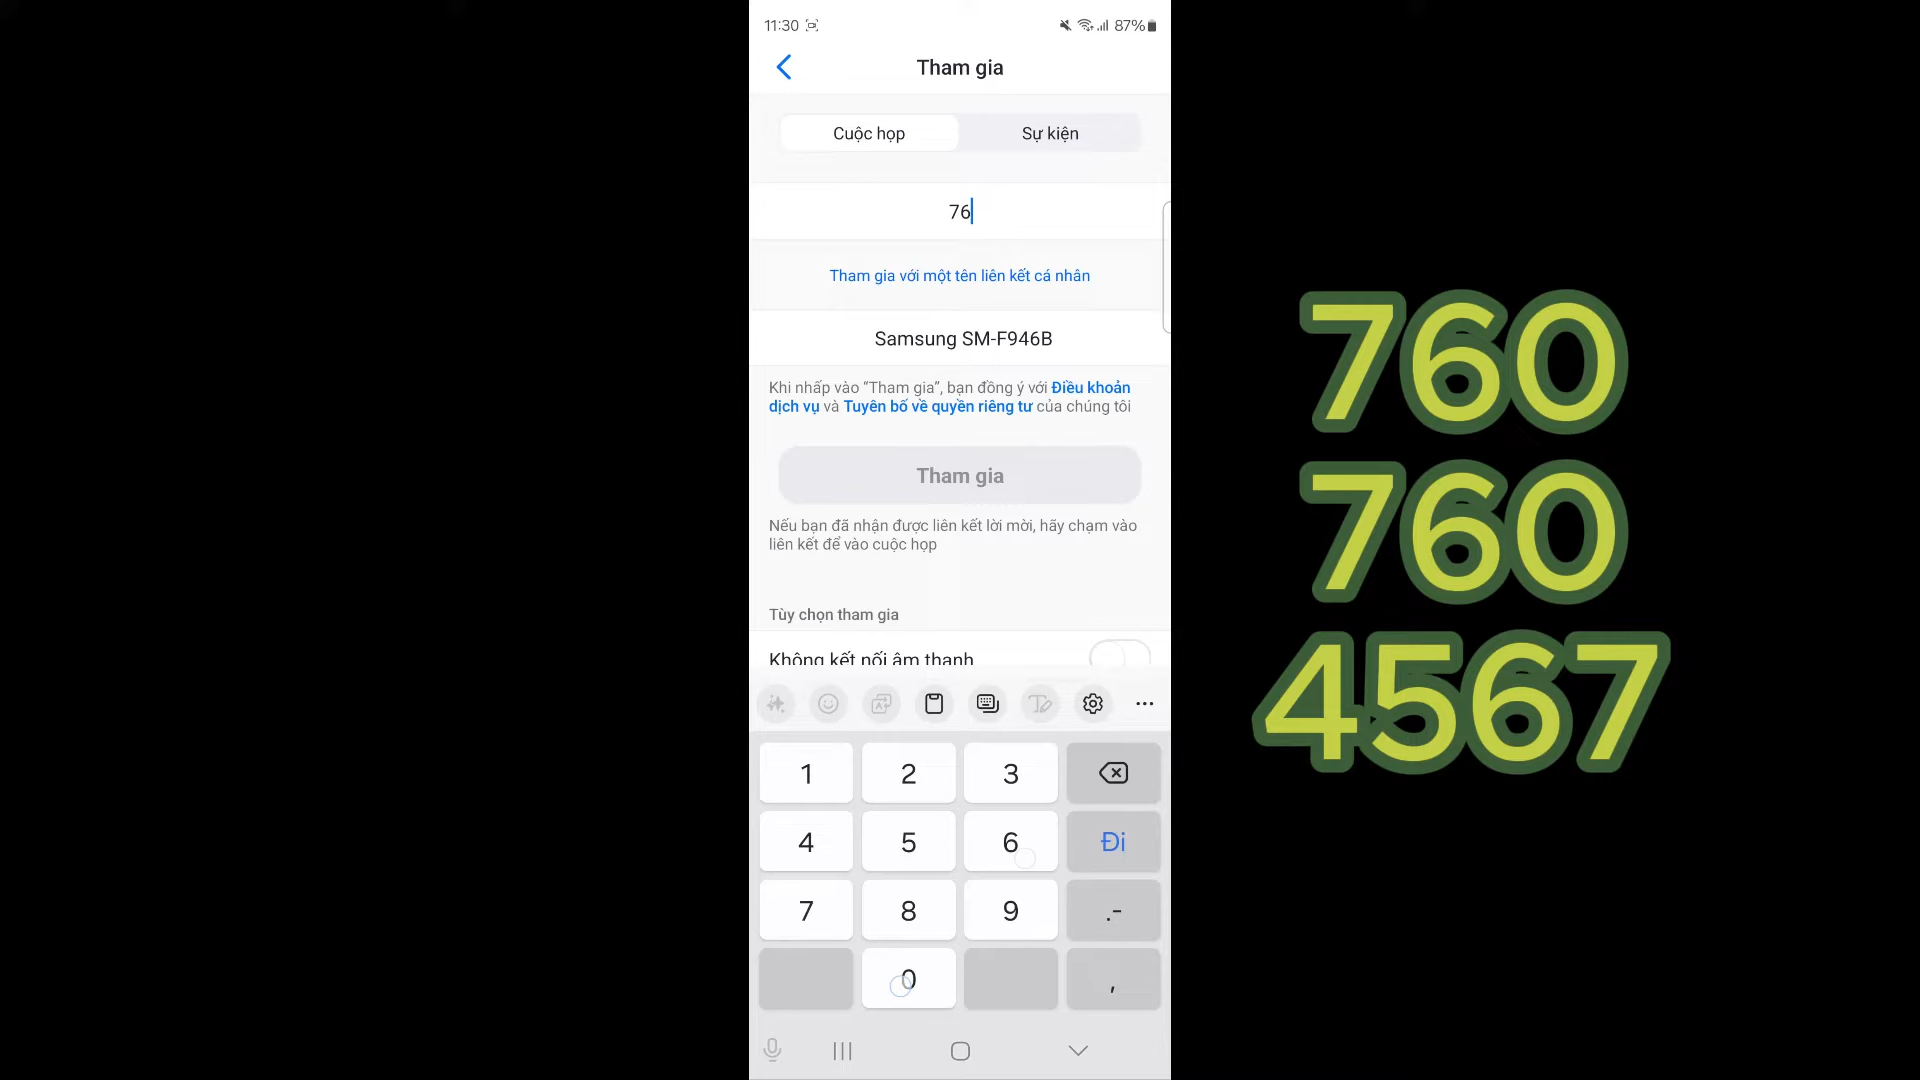 11:30
87%
Tham gia
Cuộc họp
Sự kiện
76
Tham gia với một tên liên kết cá nhân
Samsung SM-F946B
Khi nhấp vào “Tham gia”, bạn đồng ý với Điều khoản
dịch vụ và Tuyên bố về quyền riêng tư của chúng tôi
Tham gia
Nếu bạn đã nhận được liên kết lời mời, hãy chạm vào
liên kết để vào cuộc họp
Tùy chọn tham gia
Không kết nối âm thanh
1 2 3
4 5 6 Đi
7 8 9 .-
0 ,
760
760
4567